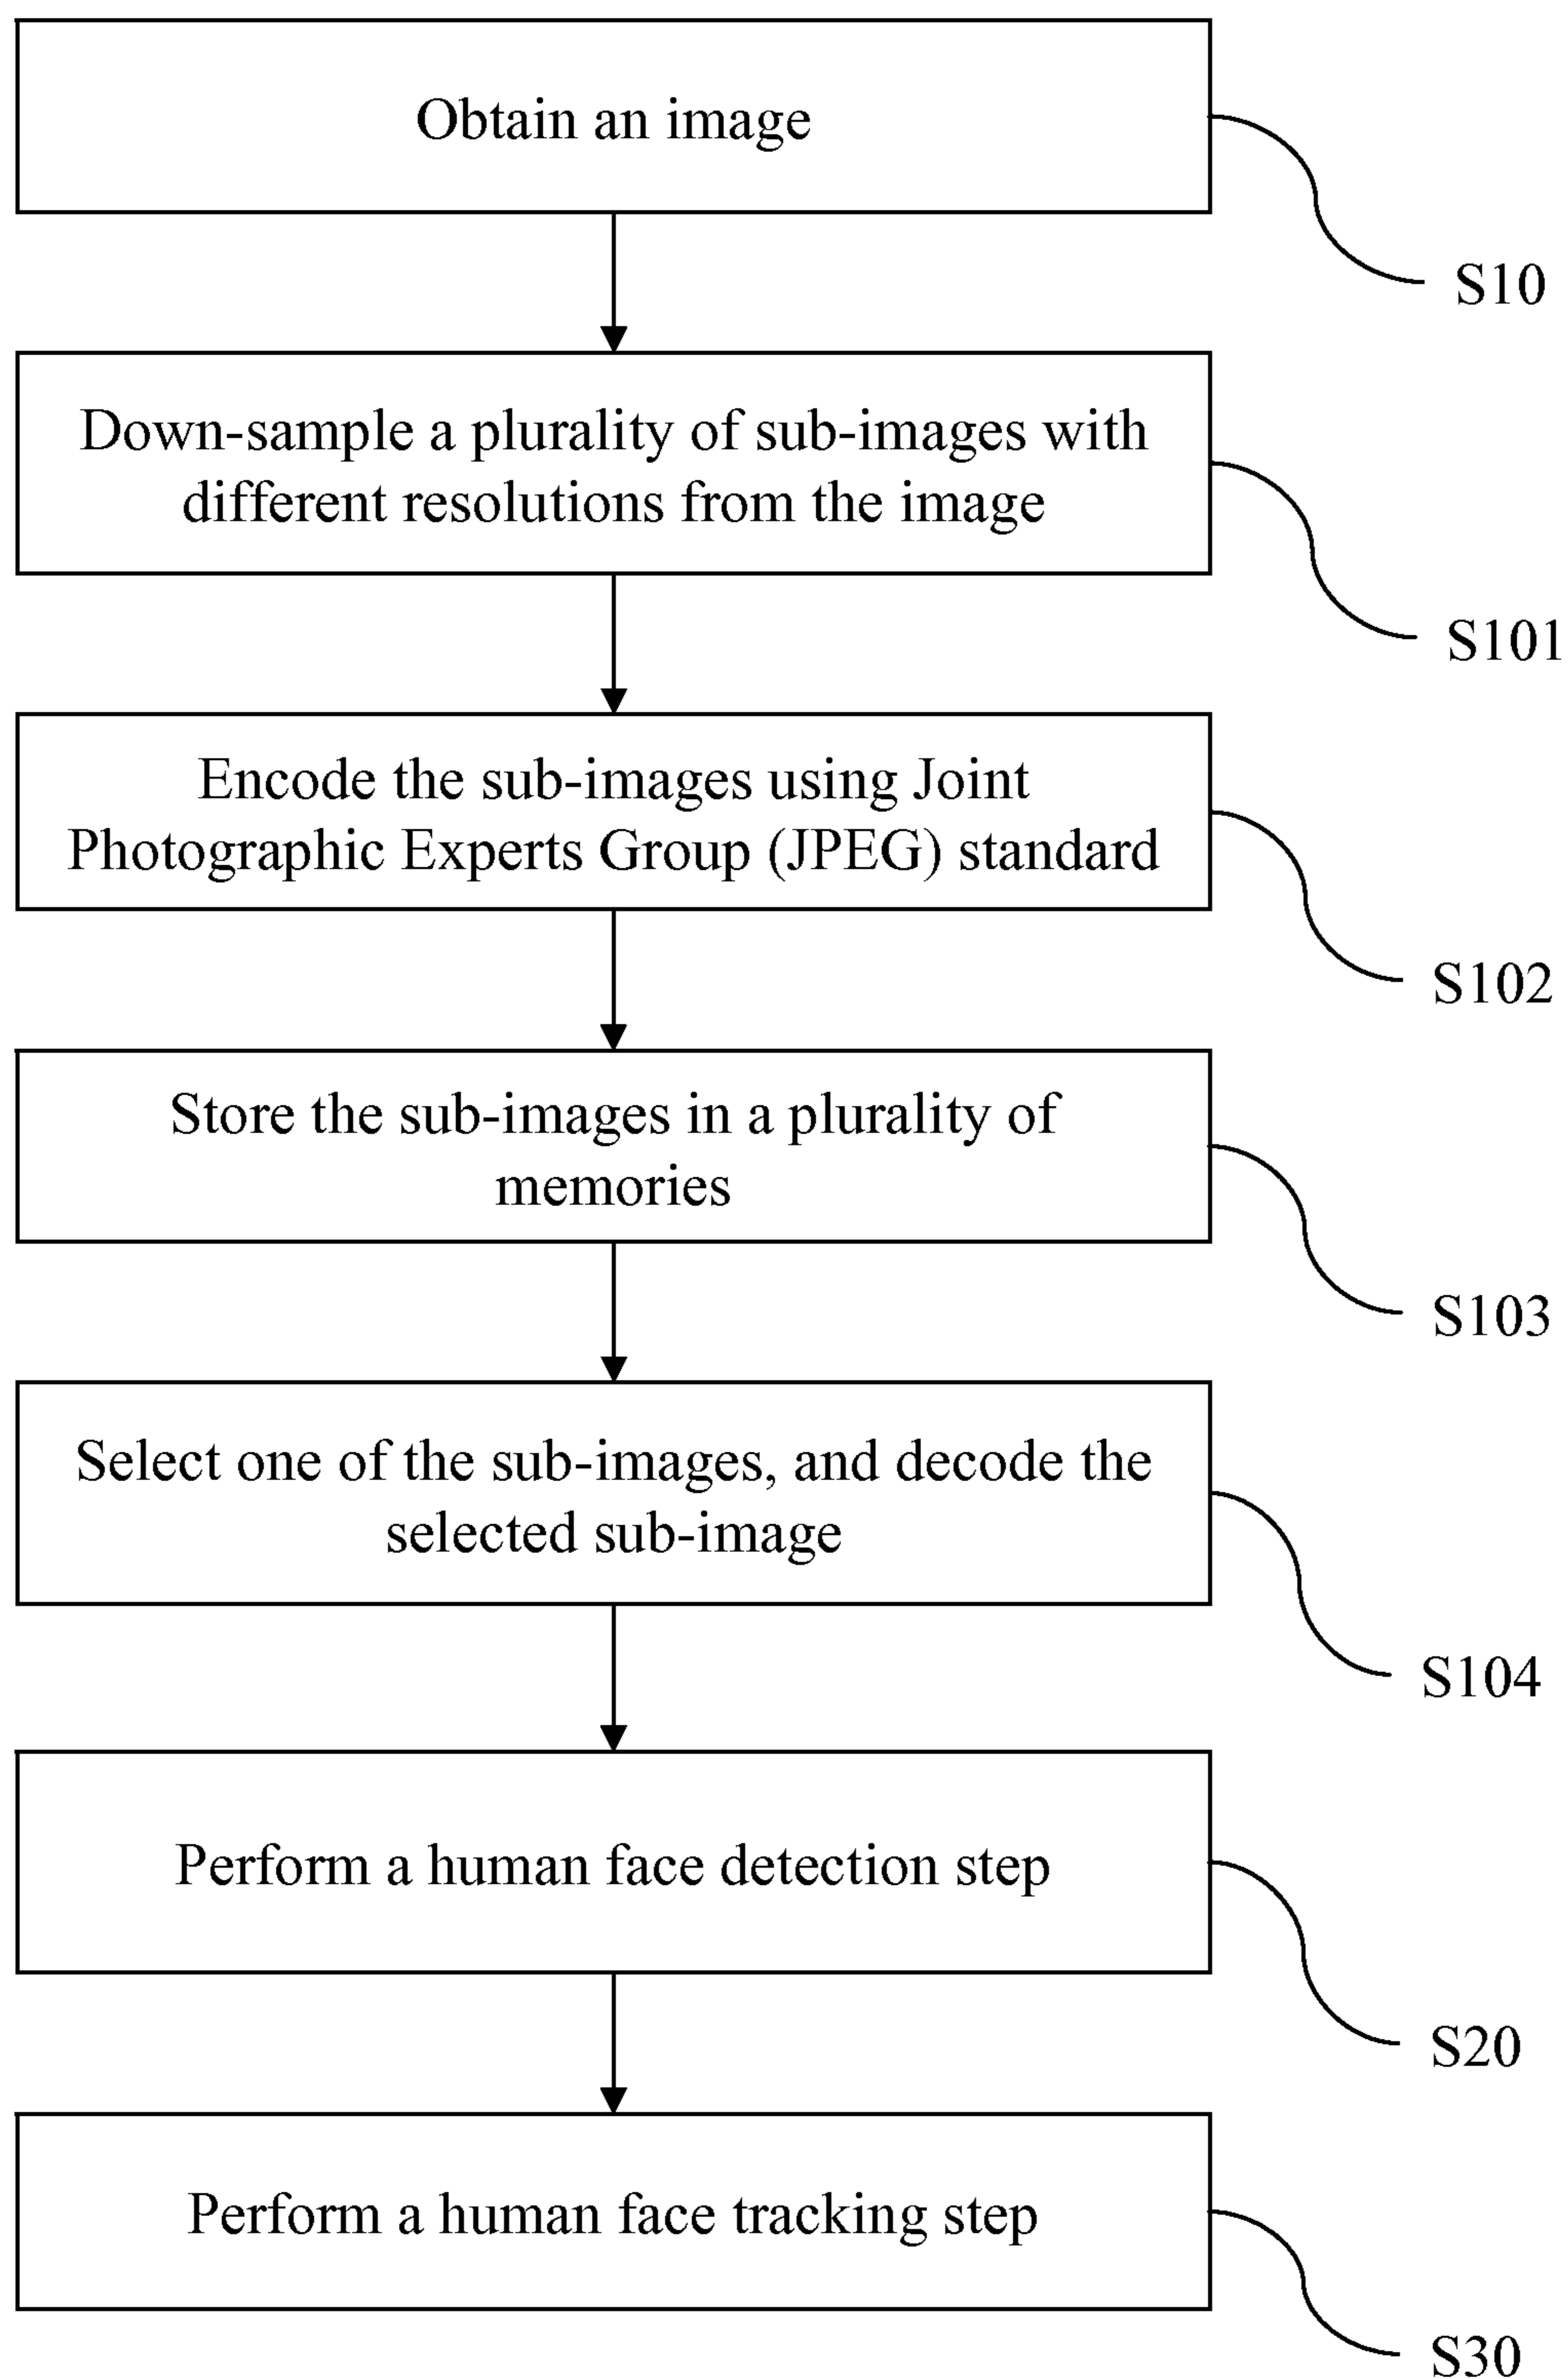 Obtain an image
S10
Down-sample a plurality of sub-images with
different resolutions from the image
S101
Encode the sub-images using Joint
Photographic Experts Group (JPEG) standard
S102
Store the sub-images in a plurality of
memories
S103
Select one of the sub-images, and decode the
selected sub-image
S104
Perform a human face detection step
S20
Perform a human face tracking step
S30